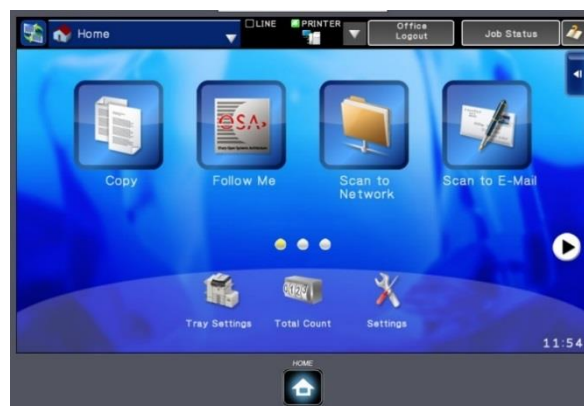 Home
LINE
PRINTER
Office
Logout
Job Status
OSA
Copy
Follow Me
Scan to
Network
Scan to E-Mail
Tray Settings
Total Count
Settings
11:54
HOME